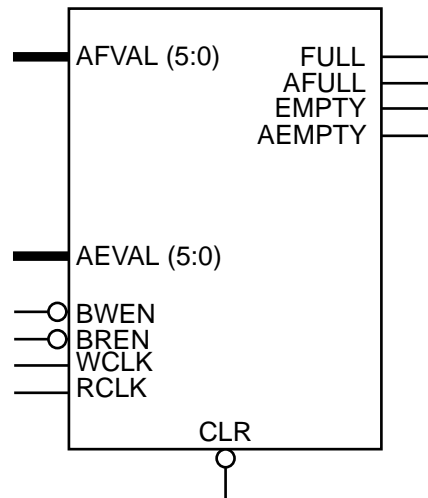 AFVAL (5:0)
FULL
AFULL
EMPTY
AEMPTY
AEVAL (5:0)
BWEN
BREN
WCLK
RCLK
CLR